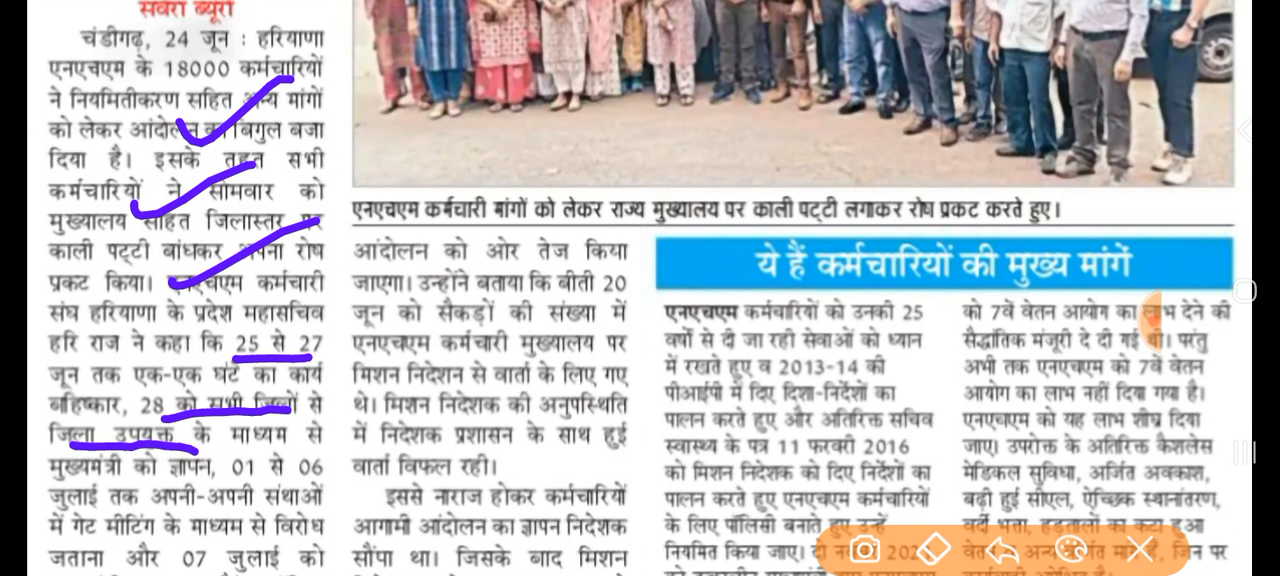 सवेरा ब्यूरो
चंडीगढ़, 24 जून : हरियाणा
एनएचएम के 18000 कर्मचारियों
ने नियमितीकरण सहित अन्य मांगों
को लेकर आंदोलन का बिगुल बजा
दिया है। इसके तहत सभी
कर्मचारियों ने सोमवार को
मुख्यालय सहित जिलास्तर पर
काली पट्टी बांधकर अपना रोष
प्रकट किया। एनएचएम कर्मचारी
संघ हरियाणा के प्रदेश महासचिव
हरि राज ने कहा कि 25 से 27
जून तक एक-एक घंटे का कार्य
बहिष्कार, 28 को सभी जिलों से
जिला उपयक्त के माध्यम से
मुख्यमंत्री को ज्ञापन, 01 से 06
जुलाई तक अपनी-अपनी संथाओं
में गेट मीटिंग के माध्यम से विरोध
जताना और 07 जुलाई को
एनएचएम कर्मचारी मांगों को लेकर राज्य मुख्यालय पर काली पट्टी लगाकर रोष प्रकट करते हुए।
आंदोलन को ओर तेज किया
जाएगा। उन्होंने बताया कि बीती 20
जून को सैकड़ों की संख्या में
एनएचएम कर्मचारी मुख्यालय पर
मिशन निदेशन से वार्ता के लिए गए
थे। मिशन निदेशक की अनुपस्थिति
में निदेशक प्रशासन के साथ हुई
वार्ता विफल रही।
इससे नाराज होकर कर्मचारियों
आगामी आंदोलन का ज्ञापन निदेशक
सौंपा था। जिसके बाद मिशन
ये हैं कर्मचारियों की मुख्य मांगें
एनएचएम कर्मचारियों को उनकी 25
वर्षो से दी जा रही सेवाओं को ध्यान
में रखते हुए व 2013-14 की
पीआईपी में दिए दिशा-निर्देशों का
पालन करते हुए और अतिरिक्त सचिव
स्वास्थ्य के पत्र 11 फरवरी 2016
को मिशन निदेशक को दिए निर्देशों का
पालन करते हुए एनएचएम कर्मचारियों
के लिए पॉलिसी बनाते हुए उन्हें
नियमित किया जाए।
को 7वें वेतन आयोग का लाभ देने की
सैद्धांतिक मंजूरी दे दी गई थी। परंतु
अभी तक एनएचएम को 7वें वेतन
आयोग का लाभ नहीं दिया गया है।
एनएचएम को यह लाभ शीघ्र दिया
जाए। उपरोक्त के अतिरिक्त कैशलेस
मेडिकल सुविधा, अर्जित अवकाश,
बढ़ी हुई सीएल, ऐच्छिक स्थानांतरण,
वर्दी भत्ता, हड़तालों का कटा हुआ
जिन पर